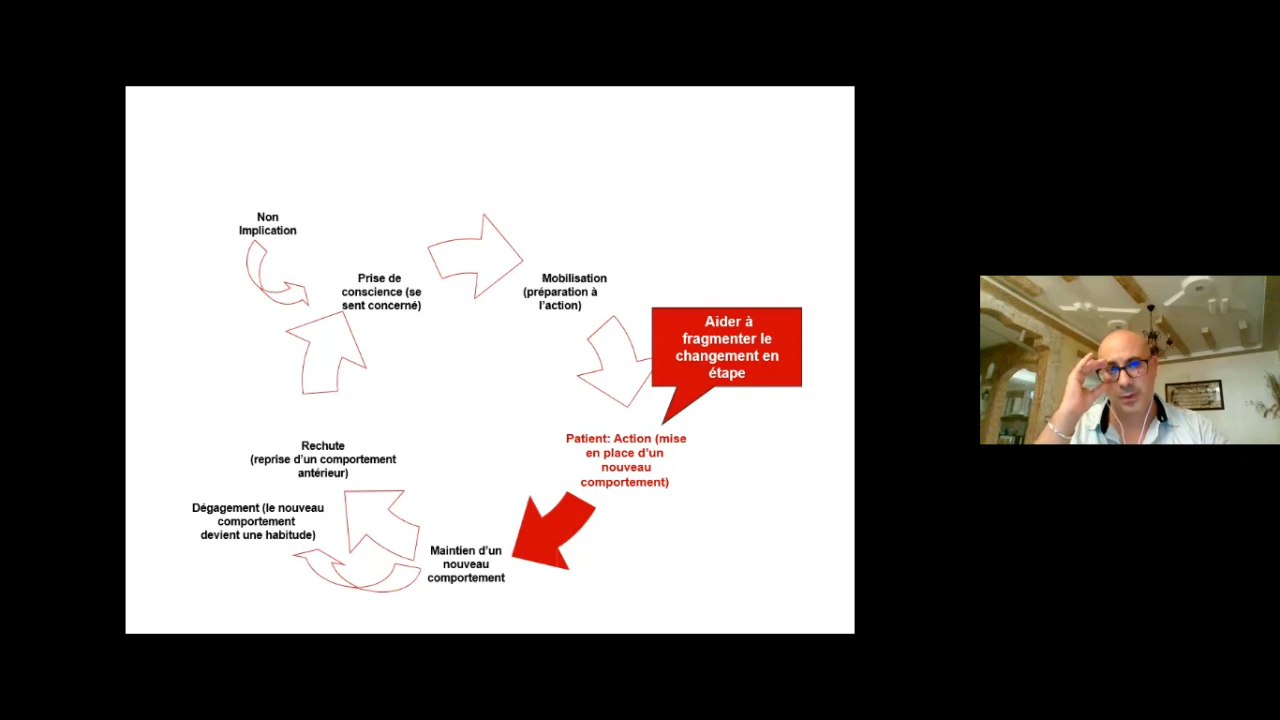 Non
Implication
Prise de
conscience (se
sent concerné)
Mobilisation
(préparation à
l'action)
Aider à
fragmenter le
changement en
étape
Patient: Action (mise
en place d'un
nouveau
comportement)
Rechute
(reprise d'un comportement
antérieur)
Dégagement (le nouveau
comportement
devient une habitude)
Maintien d'un
nouveau
comportement